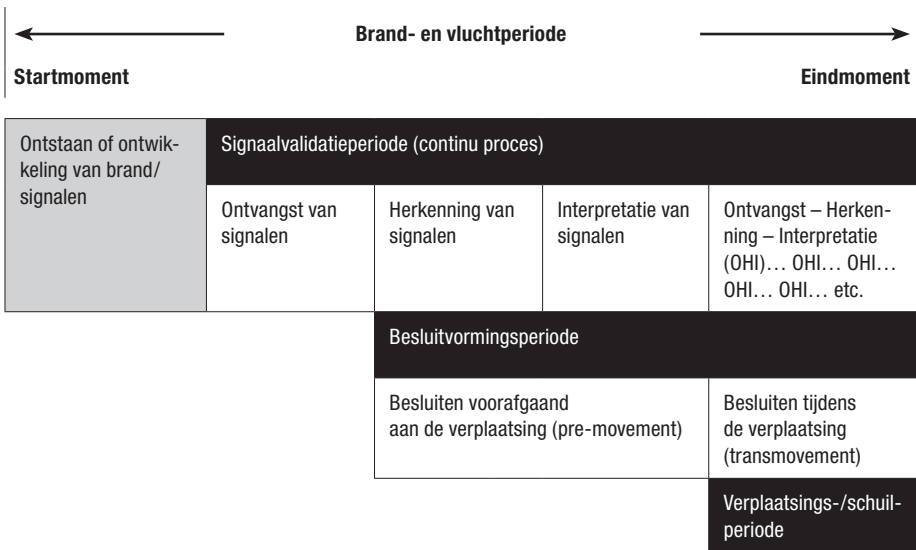 Brand- en vluchtperiode
Startmoment
Eindmoment
Ontstaan of ontwik-
keling van brand/
signalen
Signaalvalidatieperiode (continu proces)
Ontvangst van
signalen
Herkenning van
signalen
Interpretatie van
signalen
Ontvangst – Herken-
ning – Interpretatie
(OHI)… OHI… OHI…
OHI… OHI… etc.
Besluitvormingsperiode
Besluiten voorafgaand
aan de verplaatsing (pre-movement)
Besluiten tijdens
de verplaatsing
(transmovement)
Verplaatsings-/schuil-
periode